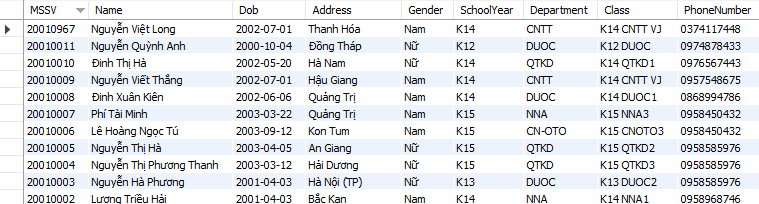 MSSV Name Dob Address Gender SchoolYear Department Class PhoneNumber
20010967 Nguyễn Việt Long 2002-07-01 Thanh Hóa Nam K14 CNTT K14 CNTT VJ 0374117448
20010011 Nguyễn Quỳnh Anh 2000-10-04 Đồng Tháp Nữ K12 DUOC K12 DUOC 0974878433
20010010 Đinh Thị Hà 2002-05-20 Hà Nam Nữ K14 QTKD K14 QTKD1 0976567443
20010009 Nguyễn Viết Thắng 2002-07-01 Hậu Giang Nam K14 CNTT K14 CNTT VJ 0957548675
20010008 Đinh Xuân Kiên 2002-06-06 Quảng Trị Nam K14 DUOC K14 DUOC1 0868994786
20010007 Phí Tài Minh 2003-03-22 Quảng Trị Nam K15 NNA K15 NNA3 0958450432
20010006 Lê Hoàng Ngọc Tú 2003-09-12 Kon Tum Nam K15 CN-OTO K15 CNOTO3 0958450432
20010005 Nguyễn Thị Hà 2003-04-05 An Giang Nữ K15 QTKD K15 QTKD2 0958585976
20010004 Nguyễn Thị Phương Thanh 2003-03-12 Hải Dương Nữ K15 QTKD K15 QTKD3 0958585976
20010003 Nguyễn Hà Phương 2001-04-03 Hà Nội (TP) Nữ K13 DUOC K13 DUOC2 0958585976
20010002 Lương Triều Hải 2001-04-03 Bắc Kạn Nam K14 NNA K14 NNA1 0958968746